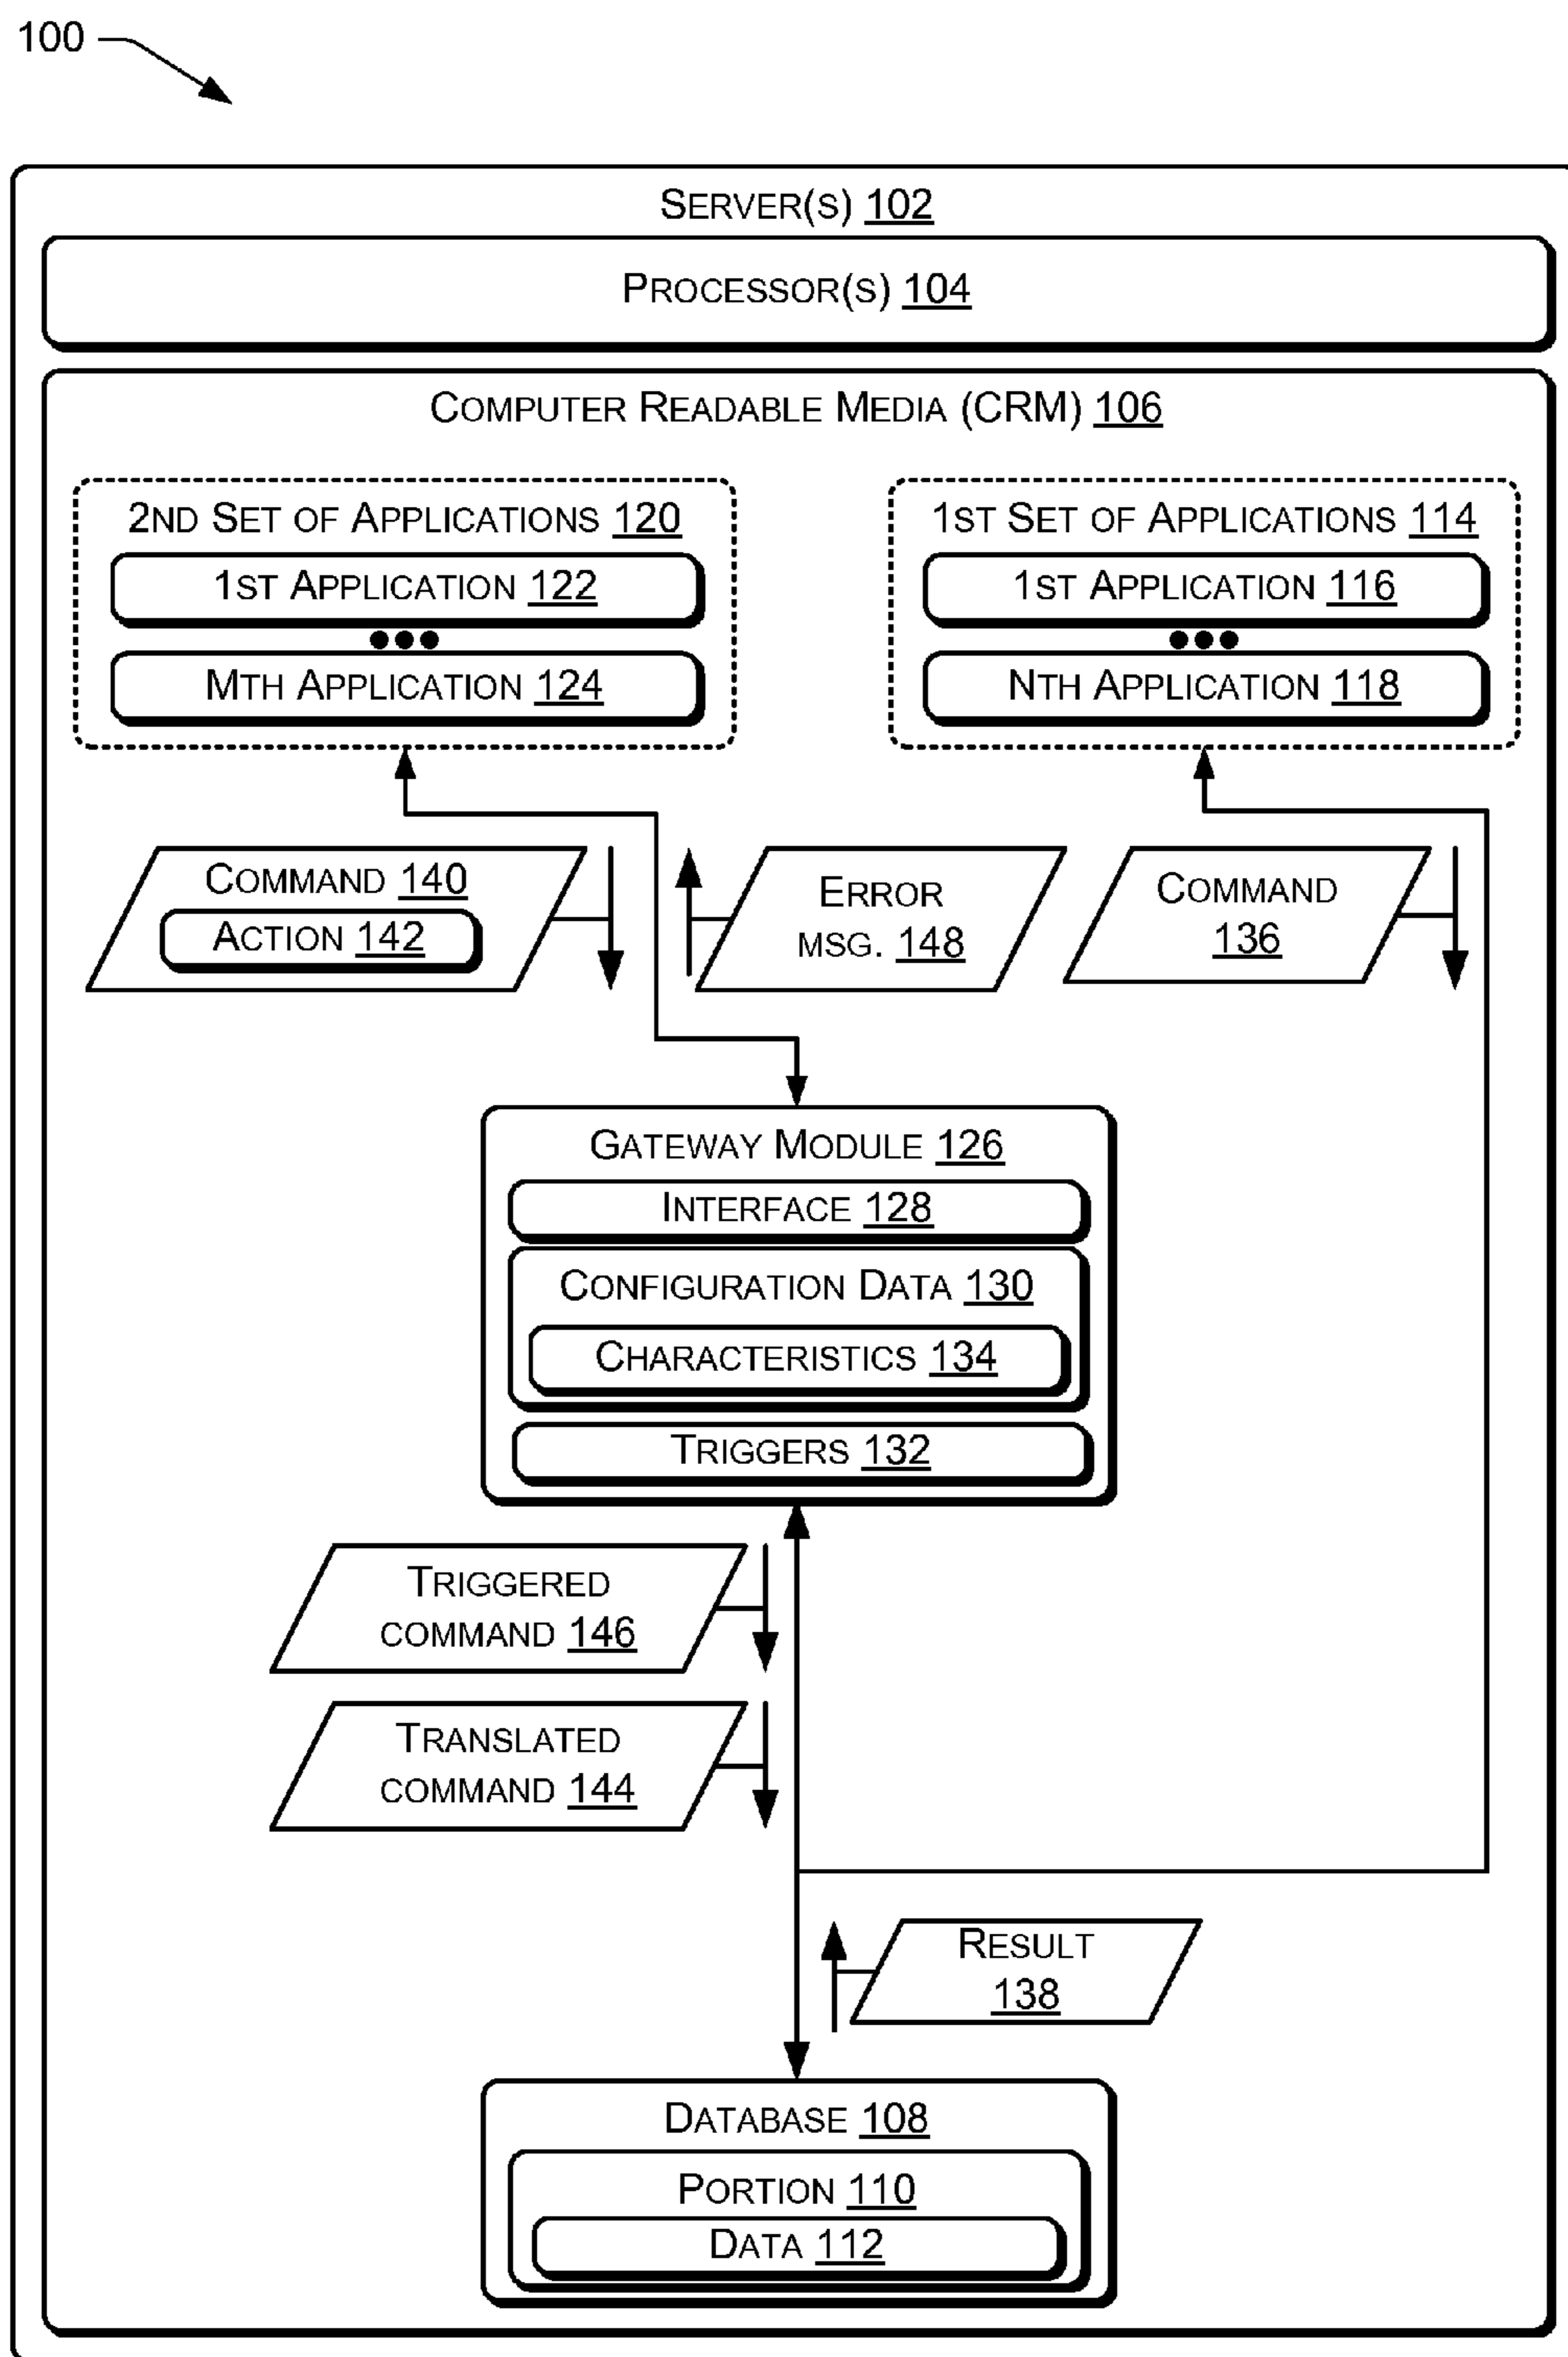 100
SERVER(S) 102
PROCESSOR(S) 104
COMPUTER READABLE MEDIA (CRM) 106
2ND SET OF APPLICATIONS 120
1ST APPLICATION 122
MTH APPLICATION 124
1ST SET OF APPLICATIONS 114
1ST APPLICATION 116
NTH APPLICATION 118
COMMAND 140
ACTION 142
ERROR
MSG. 148
COMMAND
136
GATEWAY MODULE 126
INTERFACE 128
CONFIGURATION DATA 130
CHARACTERISTICS 134
TRIGGERS 132
TRIGGERED
COMMAND 146
TRANSLATED
COMMAND 144
RESULT
138
DATABASE 108
PORTION 110
DATA 112